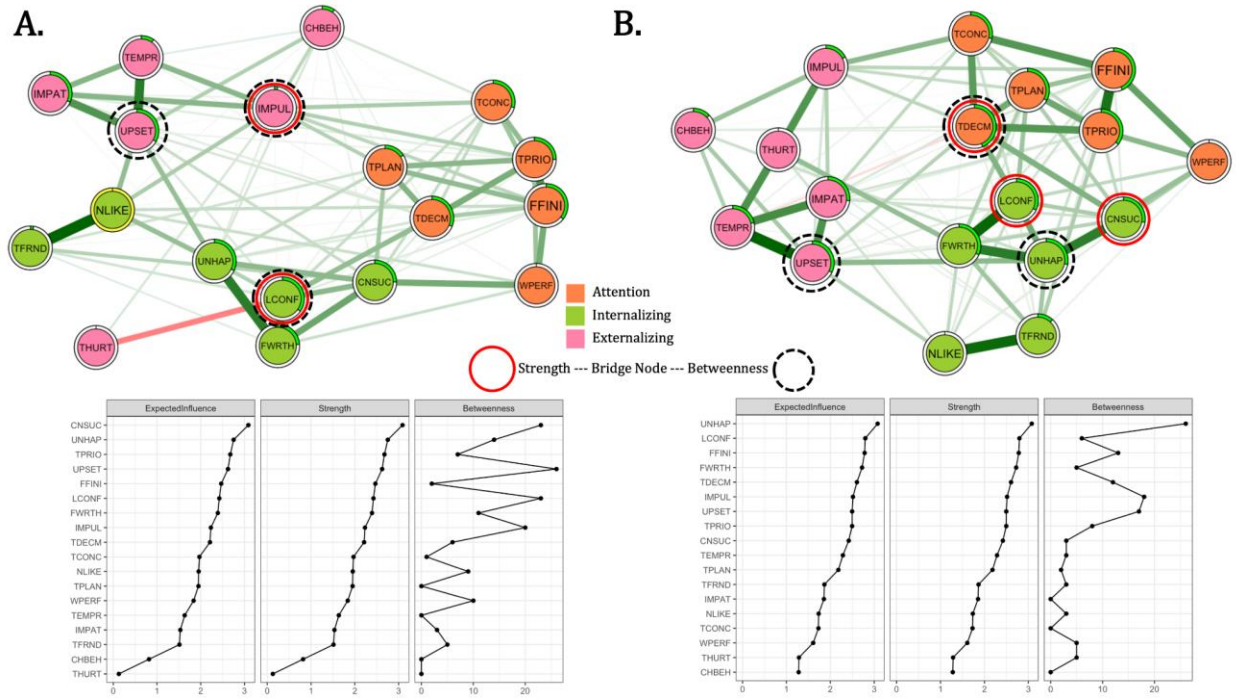 A.
CHBEH
TEMPR
IMPAT
IMPUL
UPSET
TCONC
TPRIO
TPLAN
FFINI
TDECM
NLIKE
TFRND
UNHAP
CNSUC
LCONF
WPERF
THURT
FWRTH
B.
TCONC
IMPUL
FFINI
TPLAN
CHBEH
TDECM
TPRIO
THURT
WPERF
IMPAT
LCONF
TEMPR
CNSUC
FWRTH
UPSET
UNHAP
TFRND
NLIKE
Attention
Internalizing
Externalizing
Strength --- Bridge Node --- Betweenness
ExpectedInfluence Strength Betweenness
CNSUC
UNHAP
TPRIO
UPSET
FFINI
LCONF
FWRTH
IMPUL
TDECM
TCONC
NLIKE
TPLAN
WPERF
TEMPR
IMPAT
TFRND
CHBEH
THURT
0 1 2 3 0 1 2 3 0 10 20
ExpectedInfluence Strength Betweenness
UNHAP
LCONF
FFINI
FWRTH
TDECM
IMPUL
UPSET
TPRIO
CNSUC
TEMPR
TPLAN
TFRND
IMPAT
NLIKE
TCONC
WPERF
THURT
CHBEH
0 1 2 3 0 1 2 3 0 10 20